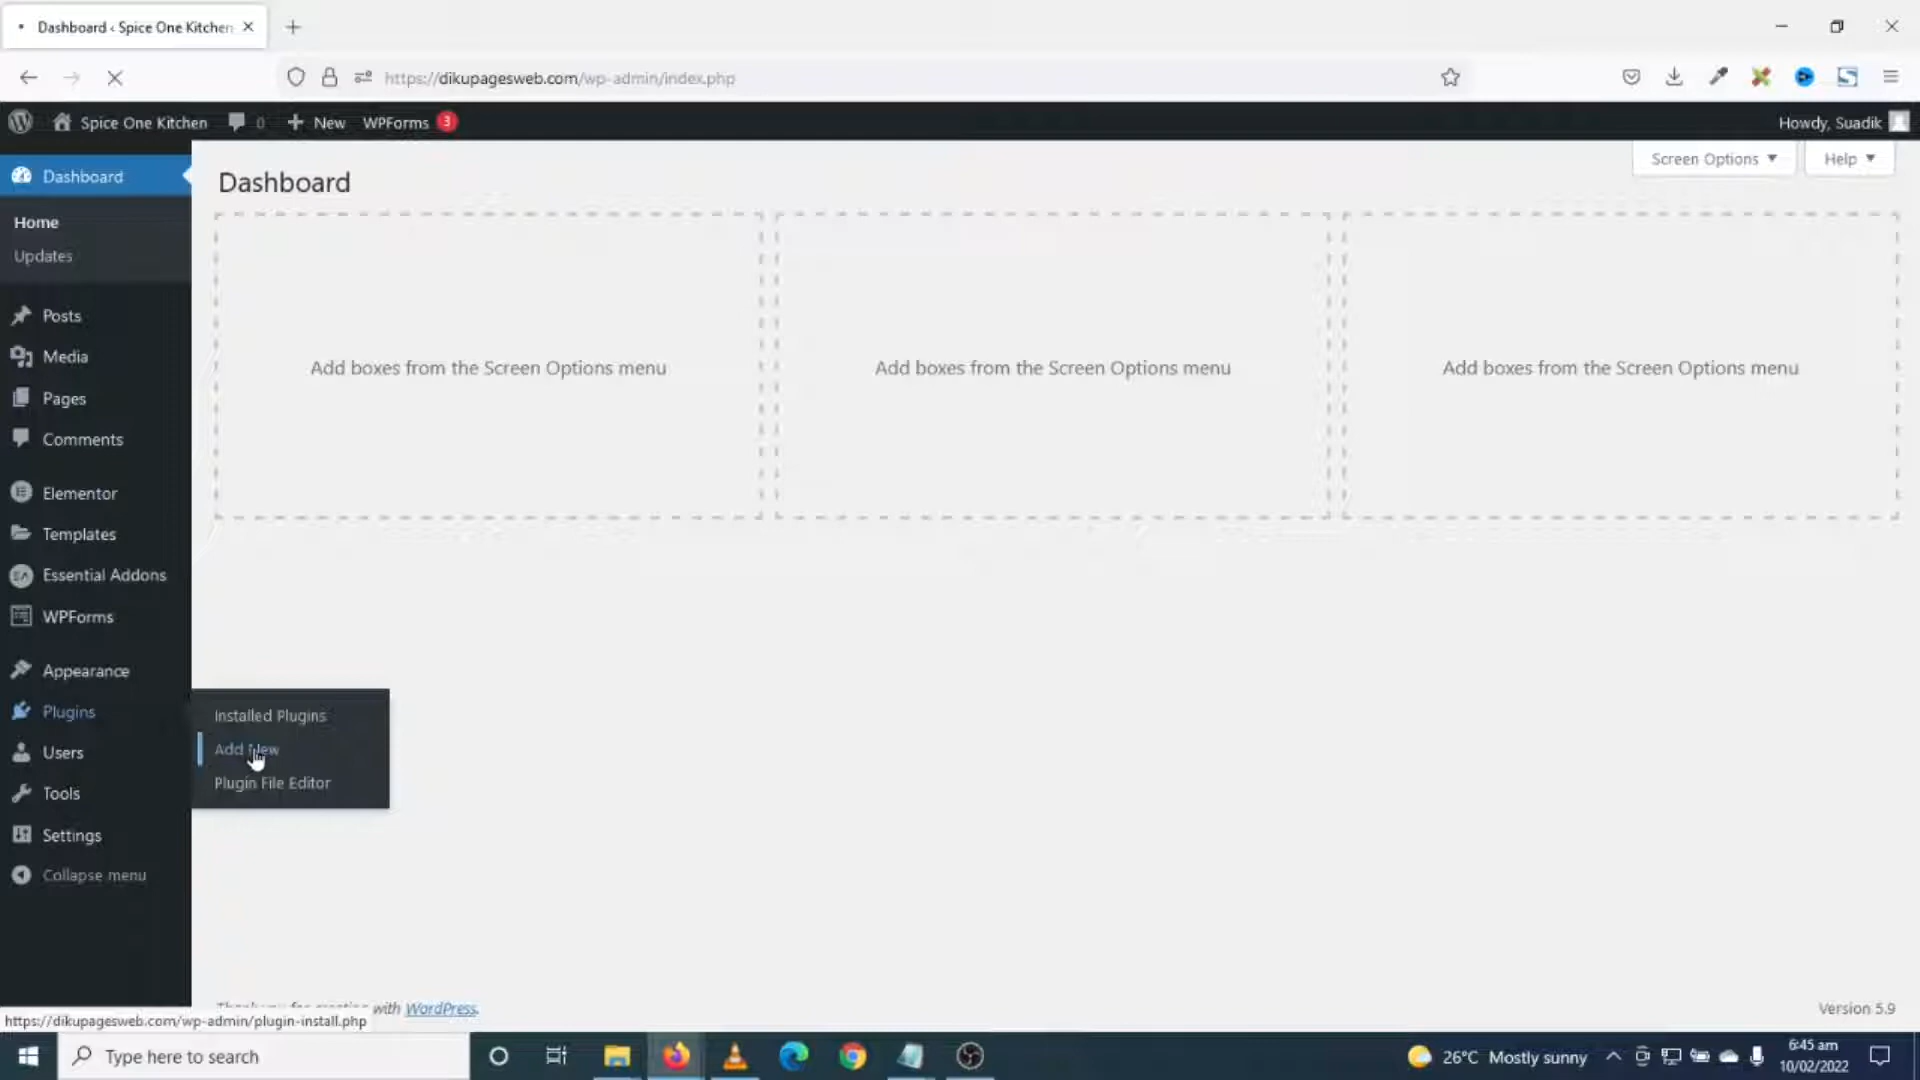 Dashboard ‹ Spice One Kitchen
https://dikupagesweb.com/wp-admin/index.php
Spice One Kitchen 0 New WPForms 3
Howdy, Suadik
Screen Options Help
Dashboard
Dashboard
Home
Updates
Posts
Media
Pages
Comments
Elementor
Templates
Essential Addons
WPForms
Appearance
Plugins
Users
Tools
Settings
Collapse menu
Add boxes from the Screen Options menu
Add boxes from the Screen Options menu
Add boxes from the Screen Options menu
Installed Plugins
Add New
Plugin File Editor
with WordPress.
Version 5.9
https://dikupagesweb.com/wp-admin/plugin-install.php
Type here to search
26°C Mostly sunny
6:45 am
10/02/2022